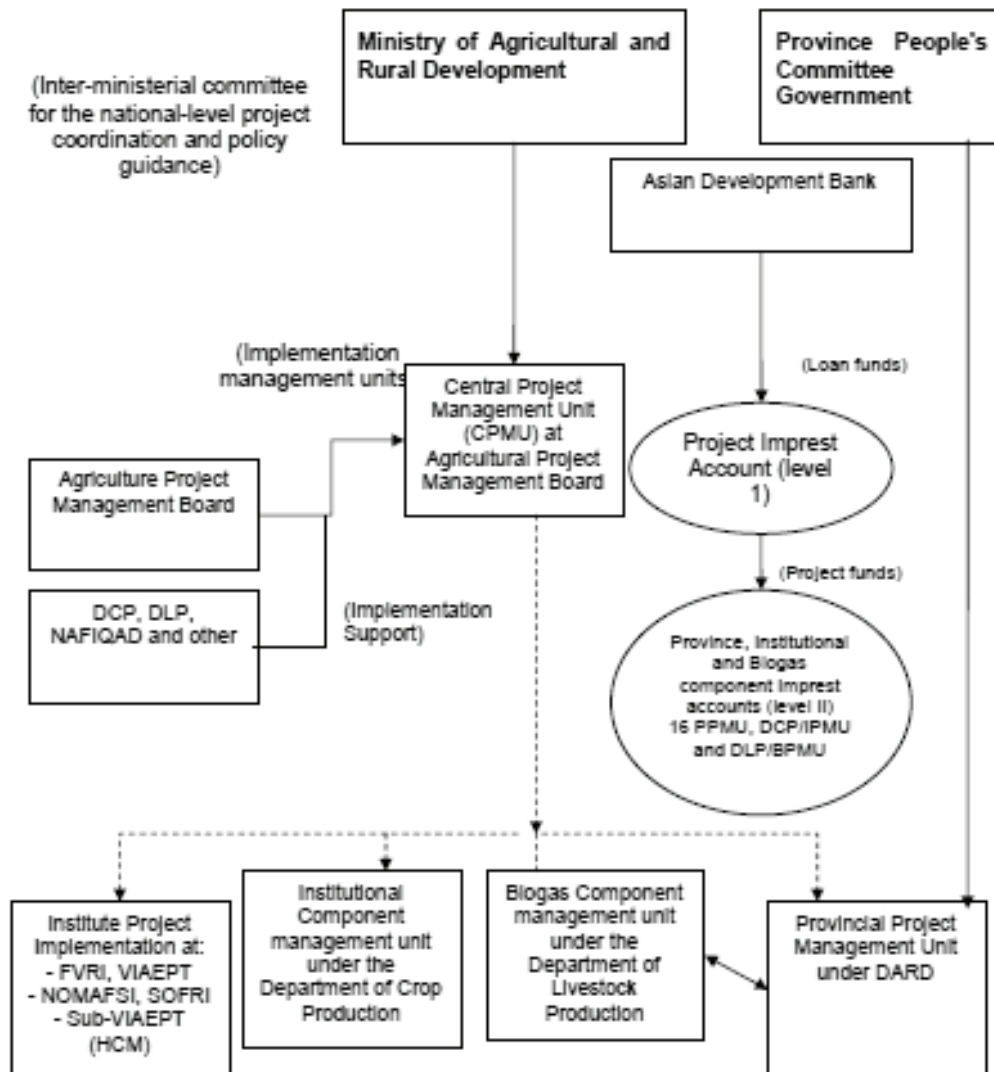 Ministry of Agricultural and
Rural Development
Province People's
Committee
Government
(Inter-ministerial committee
for the national-level project
coordination and policy
guidance)
Asian Development Bank
(Implementation
management units
(Loan funds)
Central Project
Management Unit
(CPMU) at
Agricultural Project
Management Board
Project Imprest
Account (level
1)
Agriculture Project
Management Board
(Project funds)
DCP, DLP,
NAFIQAD and other
(Implementation
Support)
Province, Institutional
and Biogas
component Imprest
accounts (level II)
16 PPMU, DCP/IPMU
and DLP/BPMU
Institute Project
Implementation at:
- FVRI, VIAEPT
- NOMAFSI, SOFRI
- Sub-VIAEPT
(HCM)
Institutional
Component
management unit
under the
Department of Crop
Production
Biogas Component
management unit
under the
Department of
Livestock
Production
Provincial Project
Management Unit
under DARD